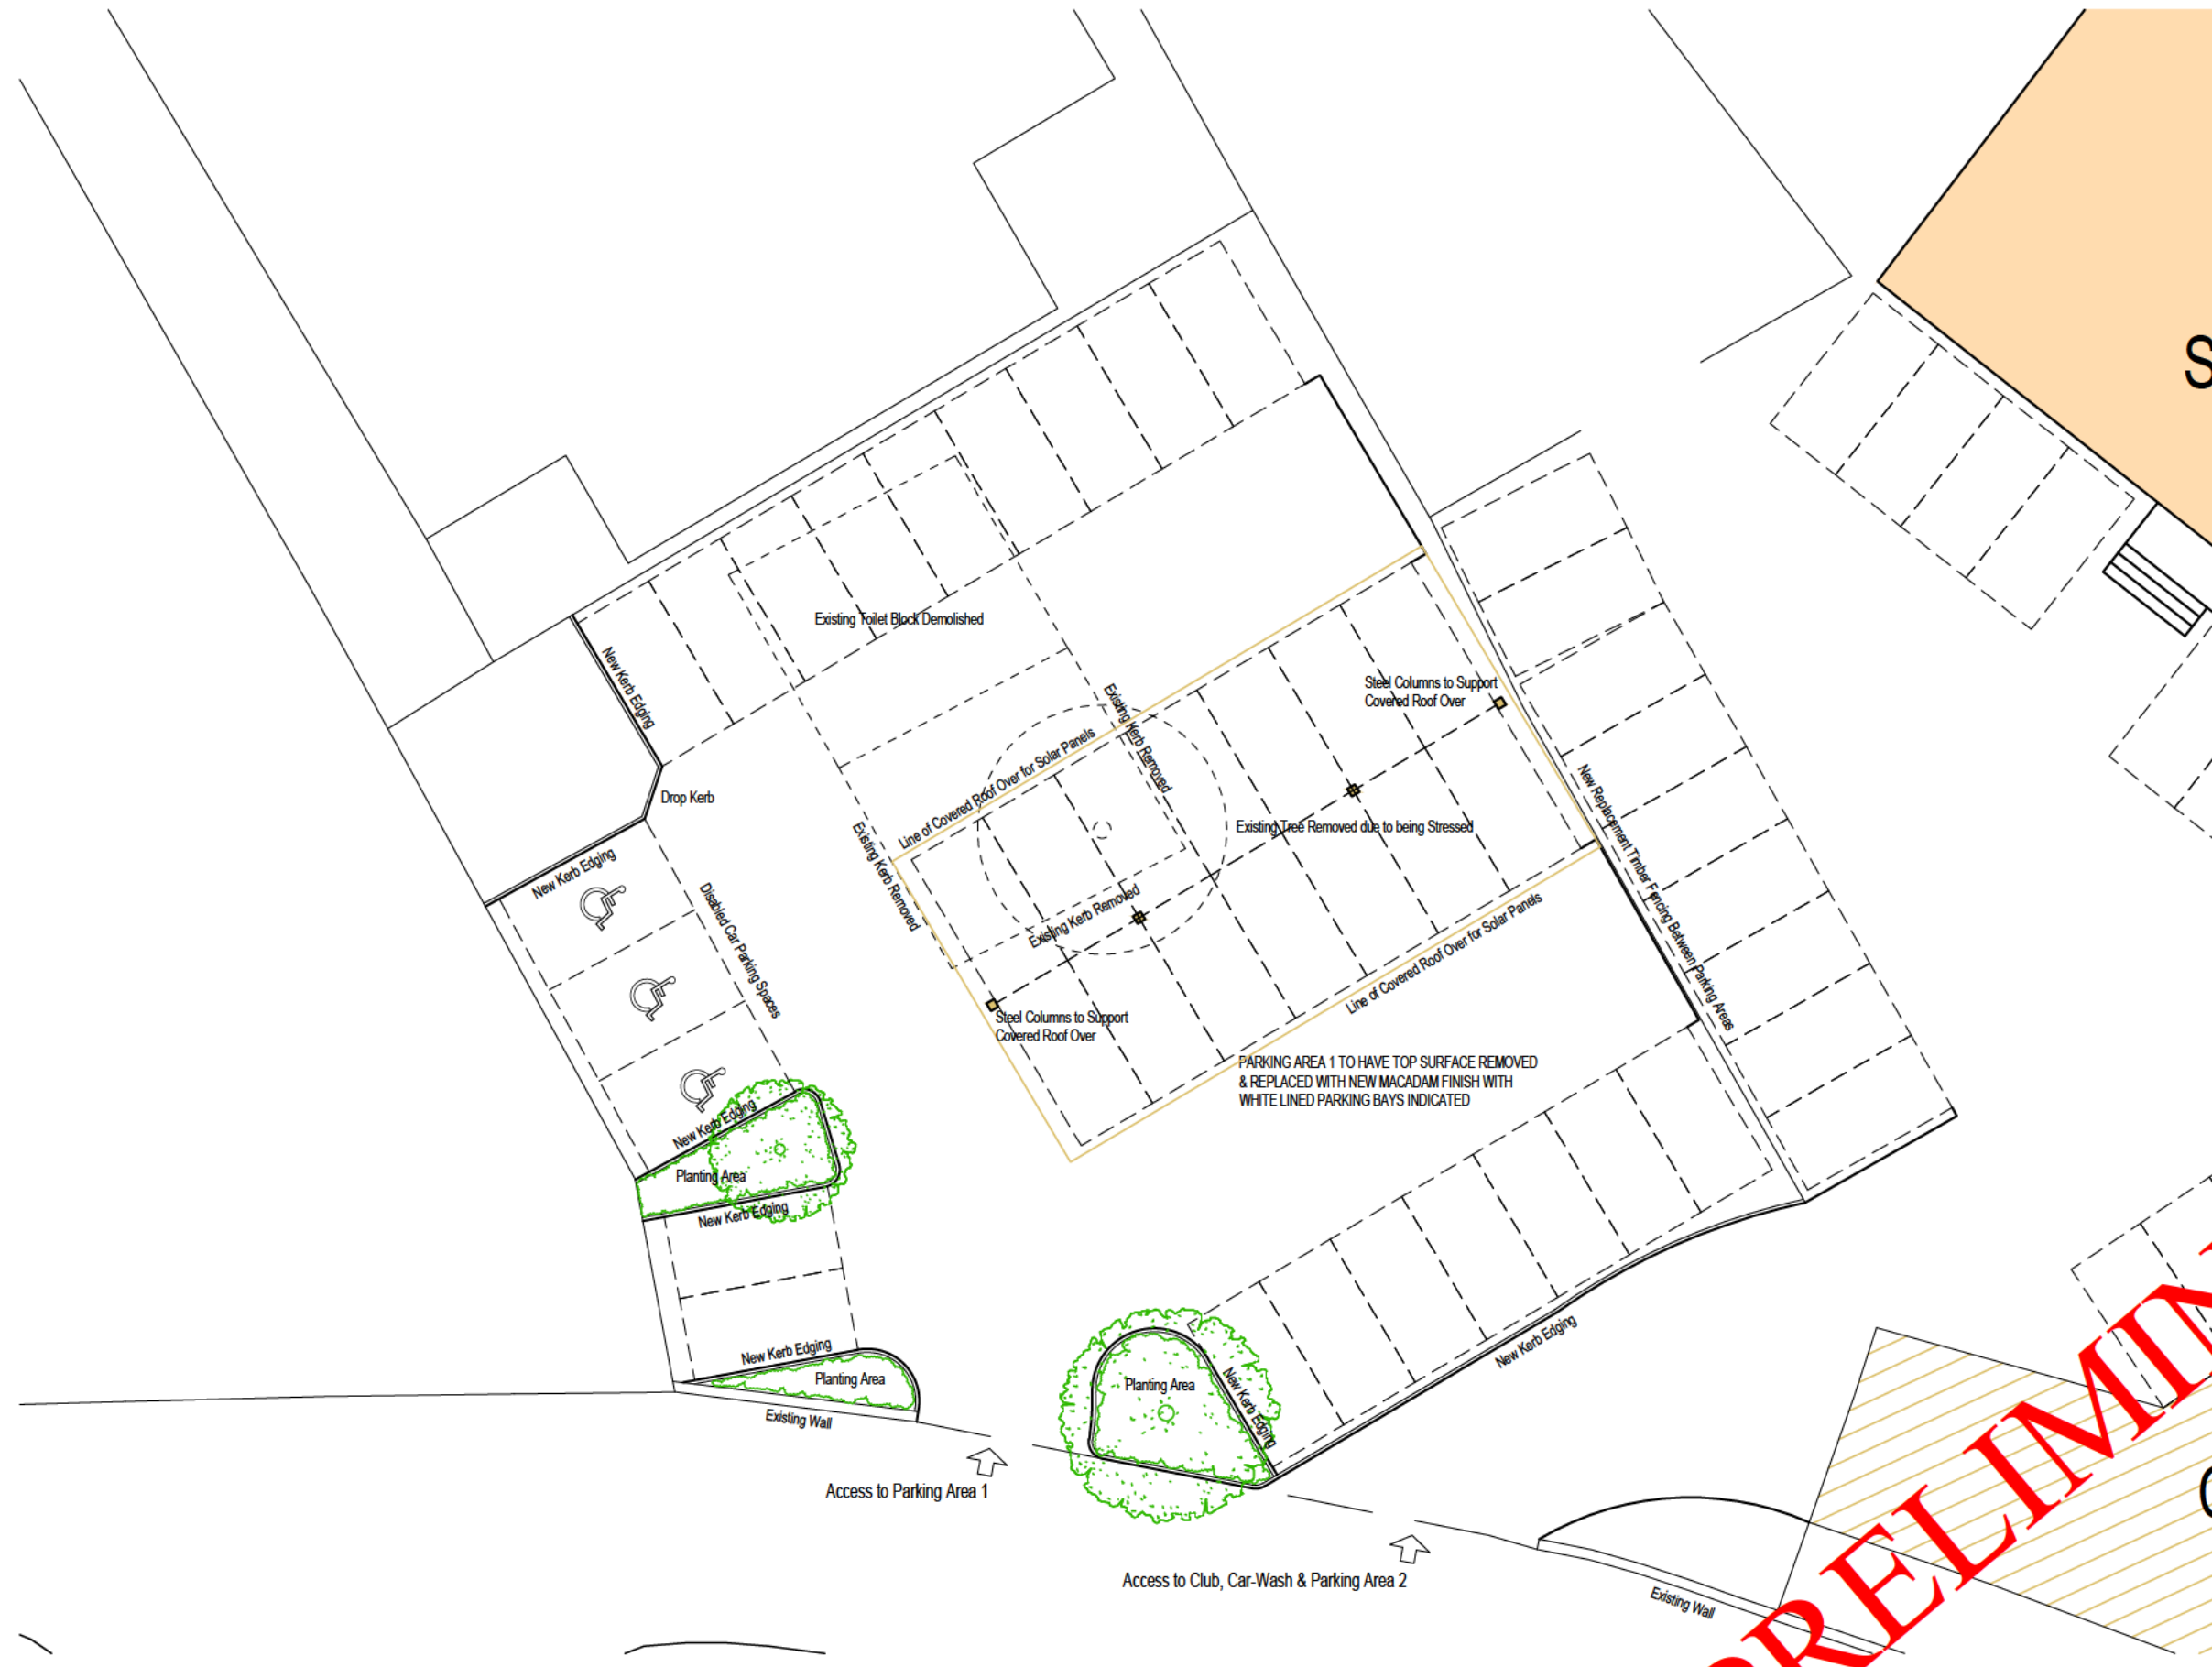 S
Existing Toilet Block Demolished
New Kerb Edging
Steel Columns to Support
Covered Roof Over
Existing Kerb Removed
Line of Covered Roof Over for Solar Panels
Drop Kerb
Existing Tree Removed due to being Stressed
New Replacement Timber Fencing Between Parking Areas
Existing Kerb Removed
New Kerb Edging
Disabled Car Parking Spaces
Existing Kerb Removed
Line of Covered Roof Over for Solar Panels
Steel Columns to Support
Covered Roof Over
PARKING AREA 1 TO HAVE TOP SURFACE REMOVED
& REPLACED WITH NEW MACADAM FINISH WITH
WHITE LINED PARKING BAYS INDICATED
New Kerb Edging
Planting Area
New Kerb Edging
New Kerb Edging
New Kerb Edging
Planting Area
Existing Wall
Planting Area
New Kerb Edging
Access to Parking Area 1
Access to Club, Car-Wash & Parking Area 2
Existing Wall
RELIMIN